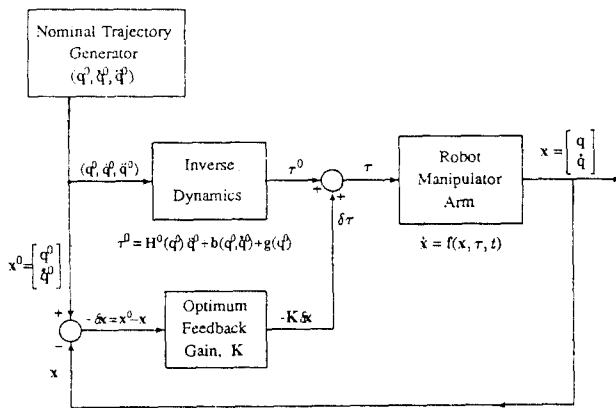 Nominal Trajectory
Generator
(q⁰, q̇⁰, q̈⁰)
(q⁰, q̇⁰, q̈⁰)
Inverse
Dynamics
τ⁰
+
+
τ
δτ
Robot
Manipulator
Arm
x = [q q̇]
τ⁰ = H⁰(q⁰) q̈⁰ + b(q⁰, q̇⁰) + g(q⁰)
ẋ = f(x, τ, t)
x⁰ = [q⁰ q̇⁰]
+
−
- δx = x⁰ - x
Optimum
Feedback
Gain, K
-K δx
x